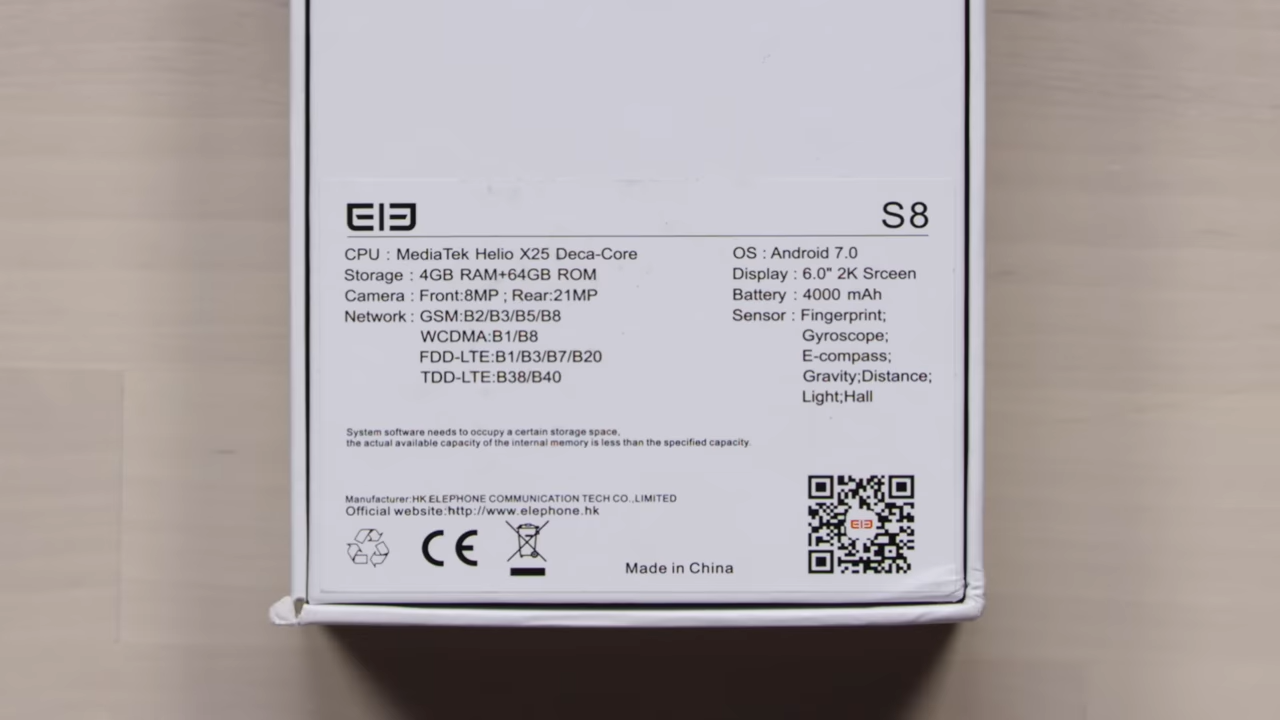 S8
CPU : MediaTek Helio X25 Deca-Core
Storage : 4GB RAM+64GB ROM
Camera : Front:8MP ; Rear:21MP
Network : GSM:B2/B3/B5/B8
WCDMA:B1/B8
FDD-LTE:B1/B3/B7/B20
TDD-LTE:B38/B40
OS : Android 7.0
Display : 6.0" 2K Srceen
Battery : 4000 mAh
Sensor : Fingerprint;
Gyroscope;
E-compass;
Gravity;Distance;
Light;Hall
System software needs to occupy a certain storage space,
the actual available capacity of the internal memory is less than the specified capacity.
Manufacturer:HK.ELEPHONE COMMUNICATION TECH CO.,LIMITED
Official website:http://www.elephone.hk
CE
Made in China